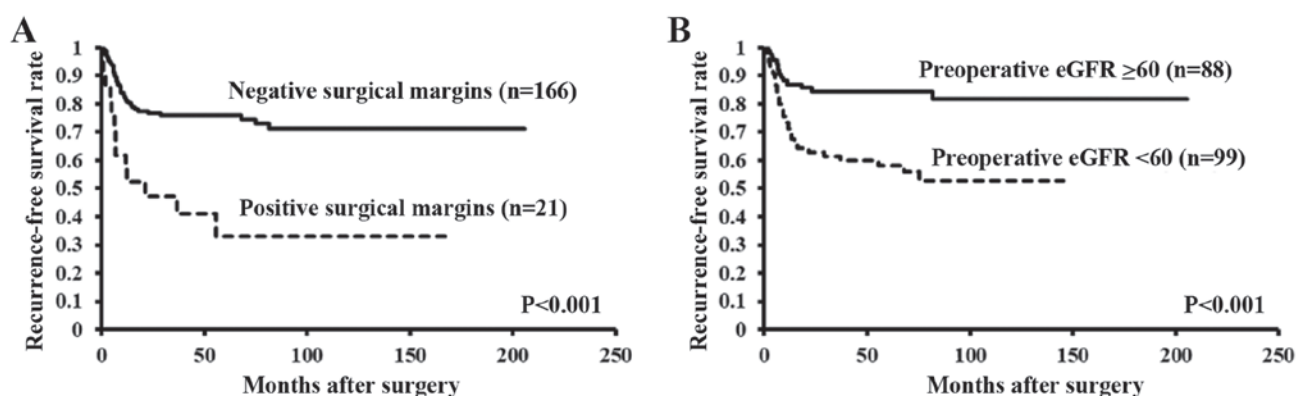 A
Recurrence-free survival rate
1
0.9
0.8
0.7
0.6
0.5
0.4
0.3
0.2
0.1
0
Negative surgical margins (n=166)
Positive surgical margins (n=21)
P<0.001
0 50 100 150 200 250
Months after surgery
B
Recurrence-free survival rate
1
0.9
0.8
0.7
0.6
0.5
0.4
0.3
0.2
0.1
0
Preoperative eGFR ≥60 (n=88)
Preoperative eGFR <60 (n=99)
P<0.001
0 50 100 150 200 250
Months after surgery